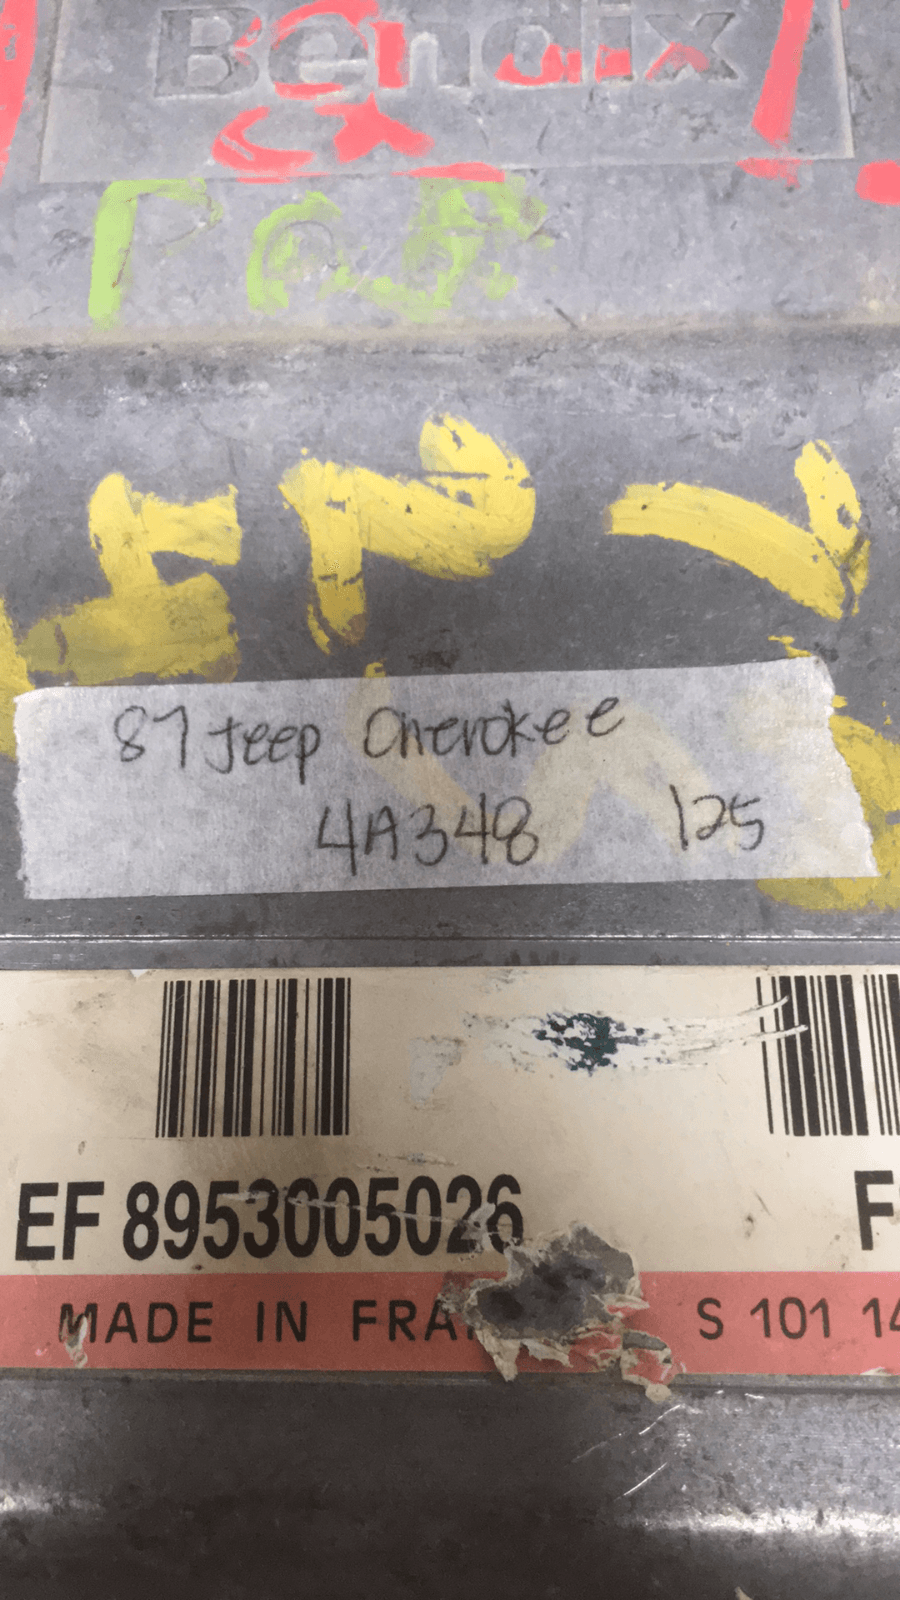 Bendix
87 Jeep Cherokee
4A348 125
EF 8953005026
MADE IN FRA
S 101 14